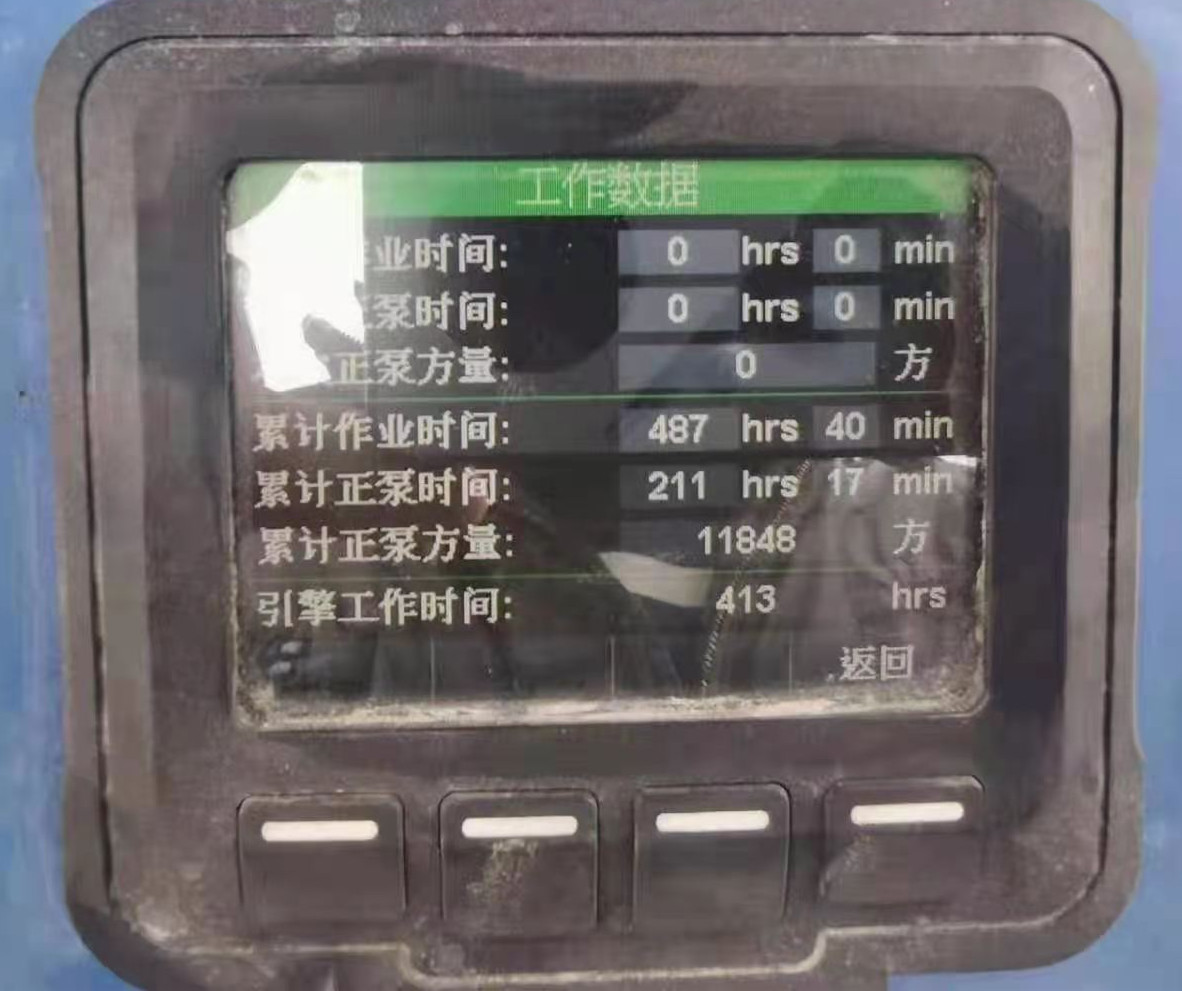 工作数据
业时间: 0 hrs 0 min
泵时间: 0 hrs 0 min
正泵方量: 0 方
累计作业时间: 487 hrs 40 min
累计正泵时间: 211 hrs 17 min
累计正泵方量: 11848 方
引擎工作时间: 413 hrs
返回